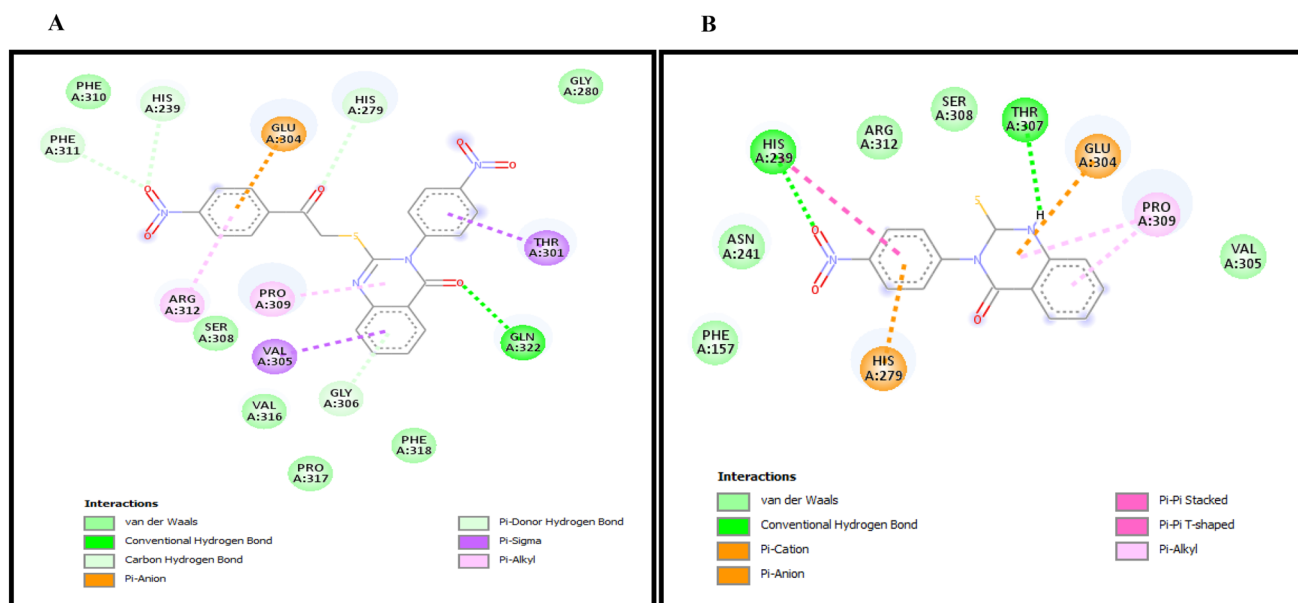 A
PHE
A:310
HIS
A:239
PHE
A:311
GLU
A:304
HIS
A:279
GLY
A:280
N
O
O
O
N
O
O
S
THR
A:301
N
N
O
ARG
A:312
PRO
A:309
SER
A:308
VAL
A:305
GLN
A:322
GLY
A:306
VAL
A:316
PHE
A:318
PRO
A:317
Interactions
van der Waals
Conventional Hydrogen Bond
Carbon Hydrogen Bond
Pi-Anion
Pi-Donor Hydrogen Bond
Pi-Sigma
Pi-Alkyl
B
SER
A:308
THR
A:307
ARG
A:312
HIS
A:239
GLU
A:304
PRO
A:309
ASN
A:241
VAL
A:305
S
H
N
O
N
O
N
O
PHE
A:157
HIS
A:279
Interactions
van der Waals
Conventional Hydrogen Bond
Pi-Cation
Pi-Anion
Pi-Pi Stacked
Pi-Pi T-shaped
Pi-Alkyl